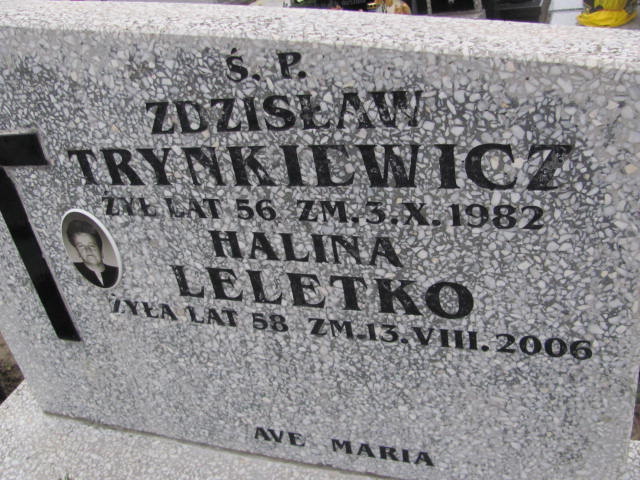 Ś. P.
ZDZISŁAW
TRYNKIEWICZ
ŻYŁ LAT 56 ZM. 3.X.1982
HALINA
LELETKO
ŻYŁA LAT 58 ZM.13.VIII.2006
AVE MARIA